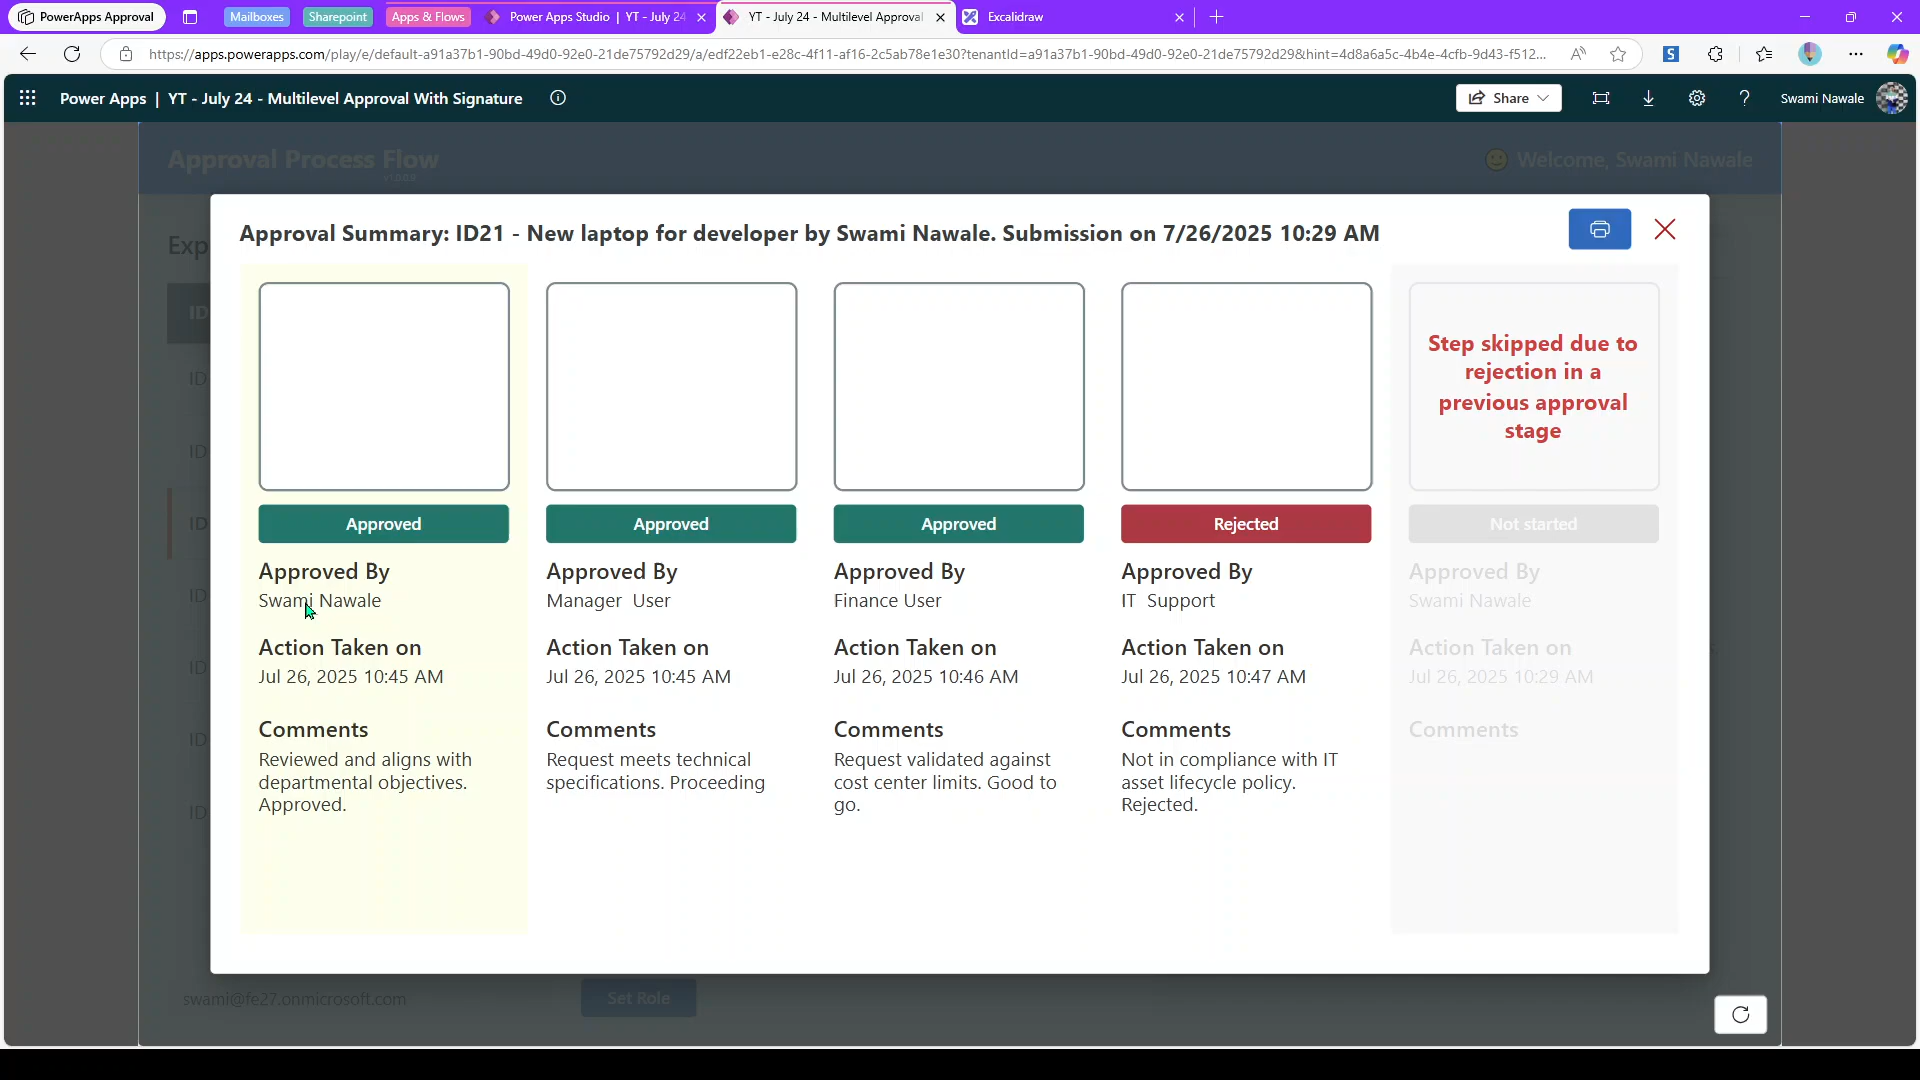 PowerApps Approval
Mailboxes
Sharepoint
Apps & Flows
Power Apps Studio | YT - July 24
YT - July 24 - Multilevel Approval
Excalidraw
https://apps.powerapps.com/play/e/default-a91a37b1-90bd-49d0-92e0-21de75792d29/a/edf22eb1-e28c-4f11-af16-2c5ab78e1e30?tenantId=a91a37b1-90bd-49d0-92e0-21de75792d29&hint=4d8a6a5c-4b4e-4cfb-9d43-f512...
Power Apps | YT - July 24 - Multilevel Approval With Signature
Share
Swami Nawale
Approval Process Flow
Welcome, Swami Nawale
Exp
Approval Summary: ID21 - New laptop for developer by Swami Nawale. Submission on 7/26/2025 10:29 AM
ID
ID
ID
ID
ID
ID
ID
ID
Approved
Approved By
Swami Nawale
Action Taken on
Jul 26, 2025 10:45 AM
Comments
Reviewed and aligns with
departmental objectives.
Approved.
Approved
Approved By
Manager User
Action Taken on
Jul 26, 2025 10:45 AM
Comments
Request meets technical
specifications. Proceeding
Approved
Approved By
Finance User
Action Taken on
Jul 26, 2025 10:46 AM
Comments
Request validated against
cost center limits. Good to
go.
Rejected
Approved By
IT Support
Action Taken on
Jul 26, 2025 10:47 AM
Comments
Not in compliance with IT
asset lifecycle policy.
Rejected.
Step skipped due to
rejection in a
previous approval
stage
Not started
Approved By
Swami Nawale
Action Taken on
Jul 26, 2025 10:29 AM
Comments
swami@fe27.onmicrosoft.com
Set Role